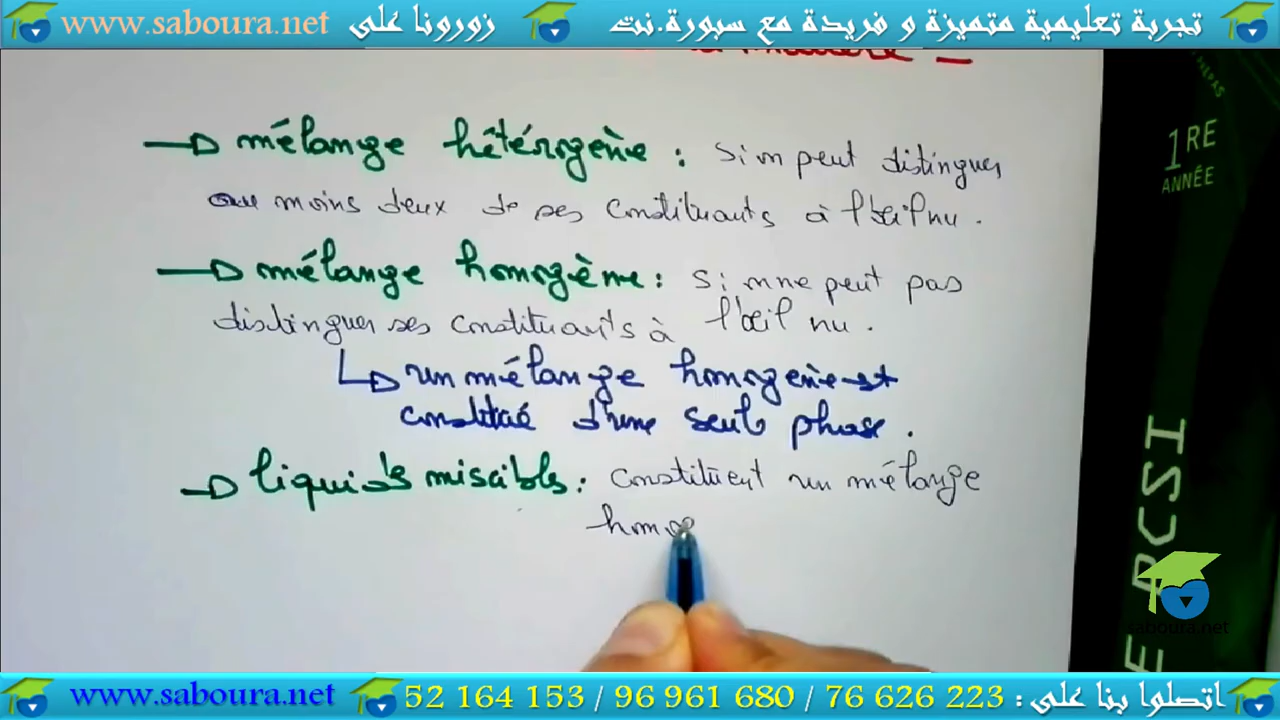 www.saboura.net زورونا على تجربة تعليمية متميزة و فريدة مع سبورة.نت
mélange hétérogène : Si on peut distinguer
au moins deux de ses constituants à l'œil nu .
mélange homogène : Si on ne peut pas
distinguer ses constituants à l'œil nu .
un mélange homogène est
constitué d'une seule phase .
liquides miscibles : constituent un mélange
homo
1RE
ANNÉE
PCSI
saboura.net
www.saboura.net 52 164 153 / 96 961 680 / 76 626 223 : اتصلوا بنا على